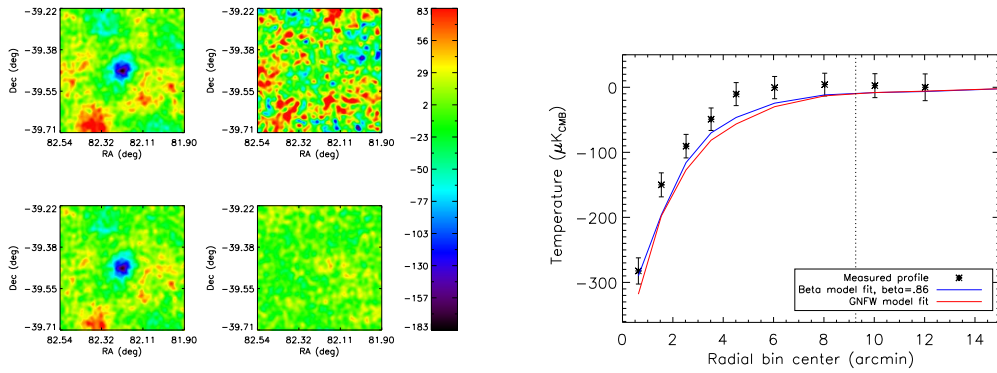 −39.22
−39.38
−39.55
−39.71
Dec (deg)
82.54 82.32 82.11 81.90
RA (deg)
−39.22
−39.38
−39.55
−39.71
Dec (deg)
82.54 82.32 82.11 81.90
RA (deg)
83
56
29
2
−24
−50
−77
−103
−130
−157
−183
−39.22
−39.38
−39.55
−39.71
Dec (deg)
82.54 82.32 82.11 81.90
RA (deg)
−39.22
−39.38
−39.55
−39.71
Dec (deg)
82.54 82.32 82.11 81.90
RA (deg)
Temperature (μK_CMB)
0
−100
−200
−300
Measured profile
Beta model fit, beta=.86
GNFW model fit
0 2 4 6 8 10 12 14
Radial bin center (arcmin)